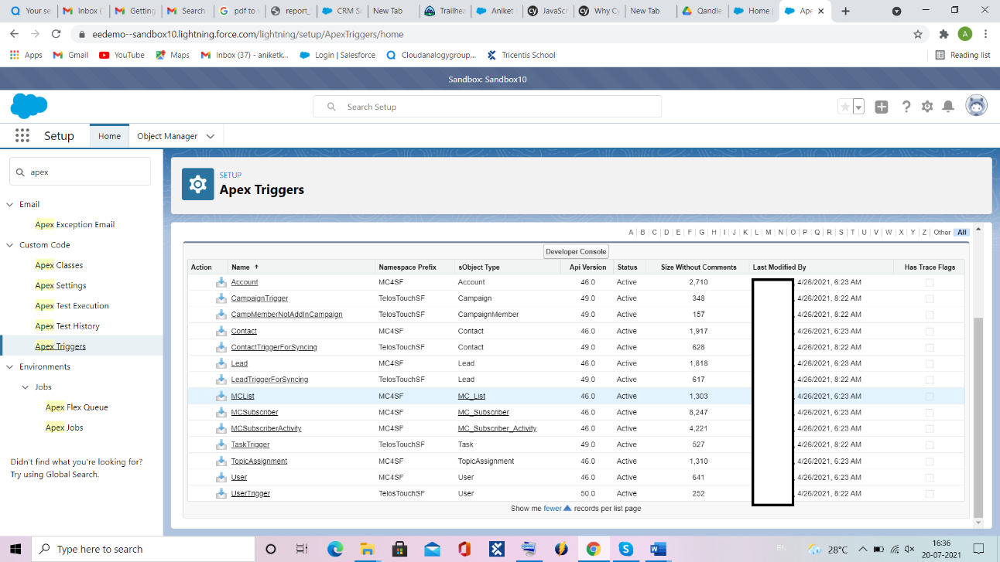 Your se
Inbox (
Getting
Search
pdf to
report_
CRM Sc
New Tab
Trailhea
Aniket
JavaScr
Why Cy
New Tab
Qandle
Home |
Ape
eedemo--sandbox10.lightning.force.com/lightning/setup/ApexTriggers/home
A
Apps
Gmail
YouTube
Maps
Inbox (37) - aniketk...
Login | Salesforce
Cloudanalogygroup...
Tricentis School
Reading list
Sandbox: Sandbox10
Search Setup
Setup
Home
Object Manager
apex
SETUP
Apex Triggers
Email
Apex Exception Email
Custom Code
Apex Classes
Apex Settings
Apex Test Execution
Apex Test History
Apex Triggers
Environments
Jobs
Apex Flex Queue
Apex Jobs
Didn't find what you're looking for?
Try using Global Search.
A | B | C | D | E | F | G | H | I | J | K | L | M | N | O | P | Q | R | S | T | U | V | W | X | Y | Z | Other All
Developer Console
Action Name ↑ Namespace Prefix sObject Type Api Version Status Size Without Comments Last Modified By Has Trace Flags
Account MC4SF Account 46.0 Active 2,710 , 4/26/2021, 6:23 AM
CampaignTrigger TelosTouchSF Campaign 49.0 Active 348 , 4/26/2021, 8:22 AM
CampMemberNotAddInCampaign TelosTouchSF CampaignMember 49.0 Active 157 , 4/26/2021, 8:22 AM
Contact MC4SF Contact 46.0 Active 1,917 , 4/26/2021, 6:23 AM
ContactTriggerForSyncing TelosTouchSF Contact 49.0 Active 628 , 4/26/2021, 8:22 AM
Lead MC4SF Lead 46.0 Active 1,818 , 4/26/2021, 6:23 AM
LeadTriggerForSyncing TelosTouchSF Lead 49.0 Active 617 , 4/26/2021, 8:22 AM
MCList MC4SF MC_List 46.0 Active 1,303 , 4/26/2021, 6:23 AM
MCSubscriber MC4SF MC_Subscriber 46.0 Active 8,247 , 4/26/2021, 6:23 AM
MCSubscriberActivity MC4SF MC_Subscriber_Activity 46.0 Active 4,221 , 4/26/2021, 6:23 AM
TaskTrigger TelosTouchSF Task 49.0 Active 527 , 4/26/2021, 8:22 AM
TopicAssignment MC4SF TopicAssignment 46.0 Active 1,310 , 4/26/2021, 6:23 AM
User MC4SF User 46.0 Active 641 , 4/26/2021, 6:23 AM
UserTrigger TelosTouchSF User 50.0 Active 252 , 4/26/2021, 8:22 AM
Show me fewer records per list page
Type here to search
EN
28°C
16:36
20-07-2021